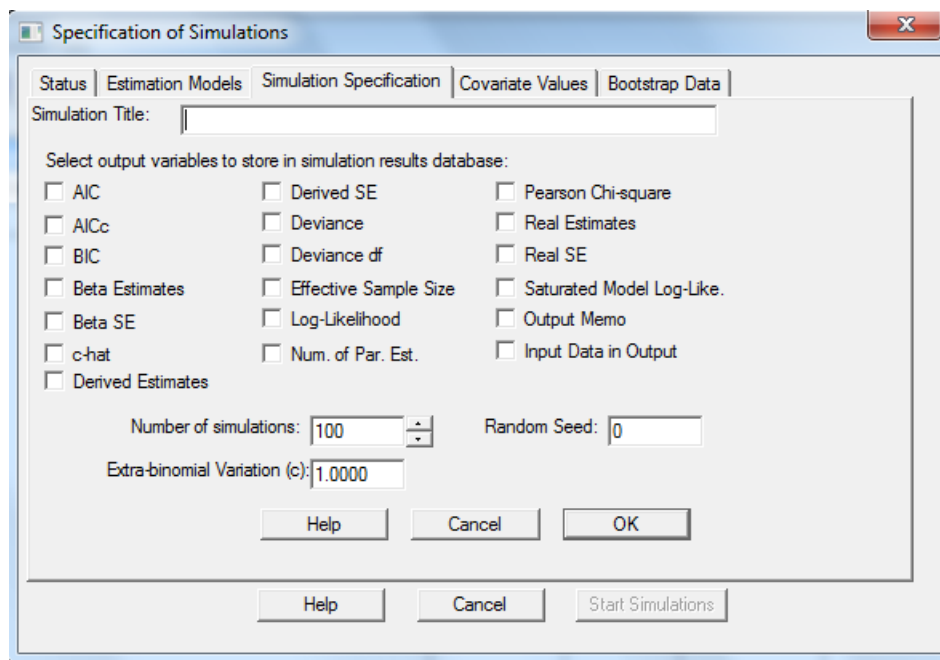 Specification of Simulations
X
Status Estimation Models Simulation Specification Covariate Values Bootstrap Data
Simulation Title:
Select output variables to store in simulation results database:
AIC Derived SE Pearson Chi-square
AICc Deviance Real Estimates
BIC Deviance df Real SE
Beta Estimates Effective Sample Size Saturated Model Log-Like.
Beta SE Log-Likelihood Output Memo
c-hat Num. of Par. Est. Input Data in Output
Derived Estimates
Number of simulations: 100 Random Seed: 0
Extra-binomial Variation (c): 1.0000
Help Cancel OK
Help Cancel Start Simulations